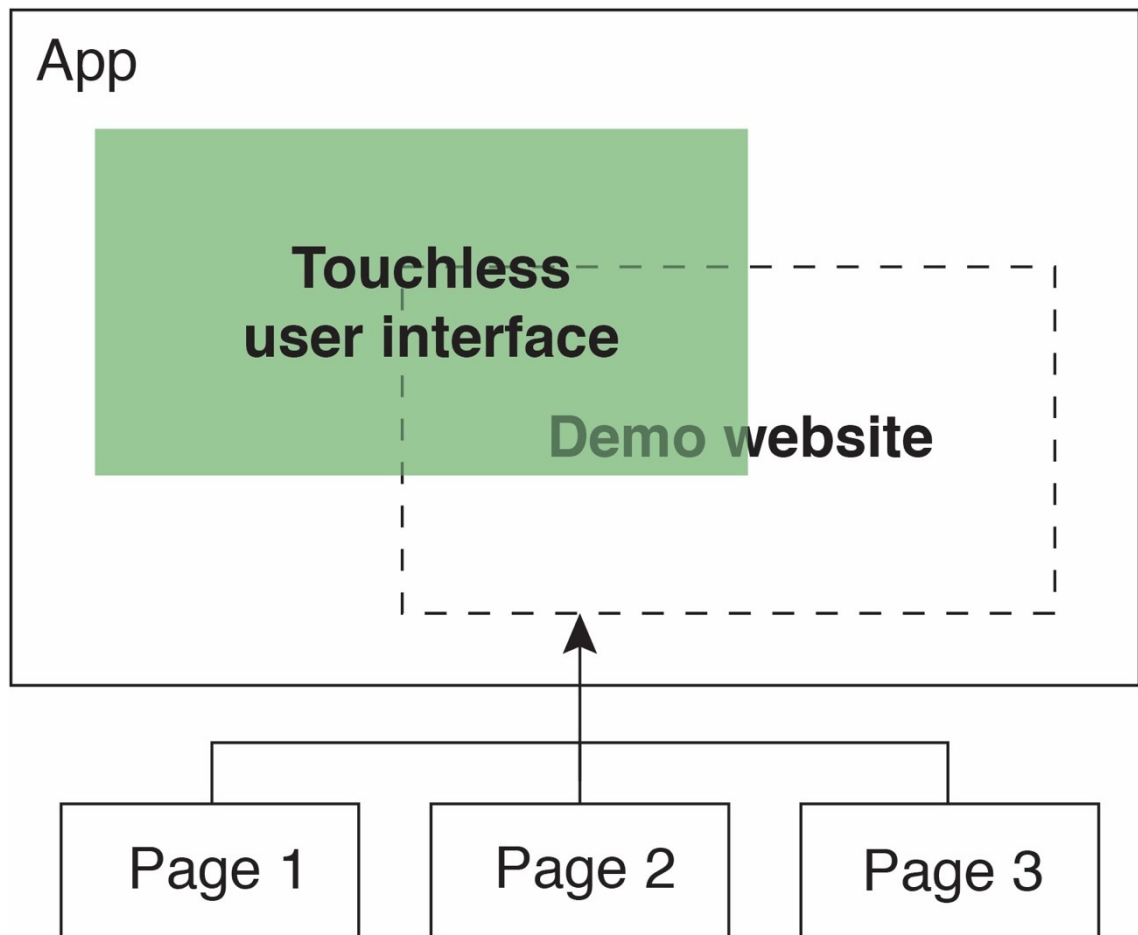 App
Touchless
user interface
Demo website
Page 1
Page 2
Page 3